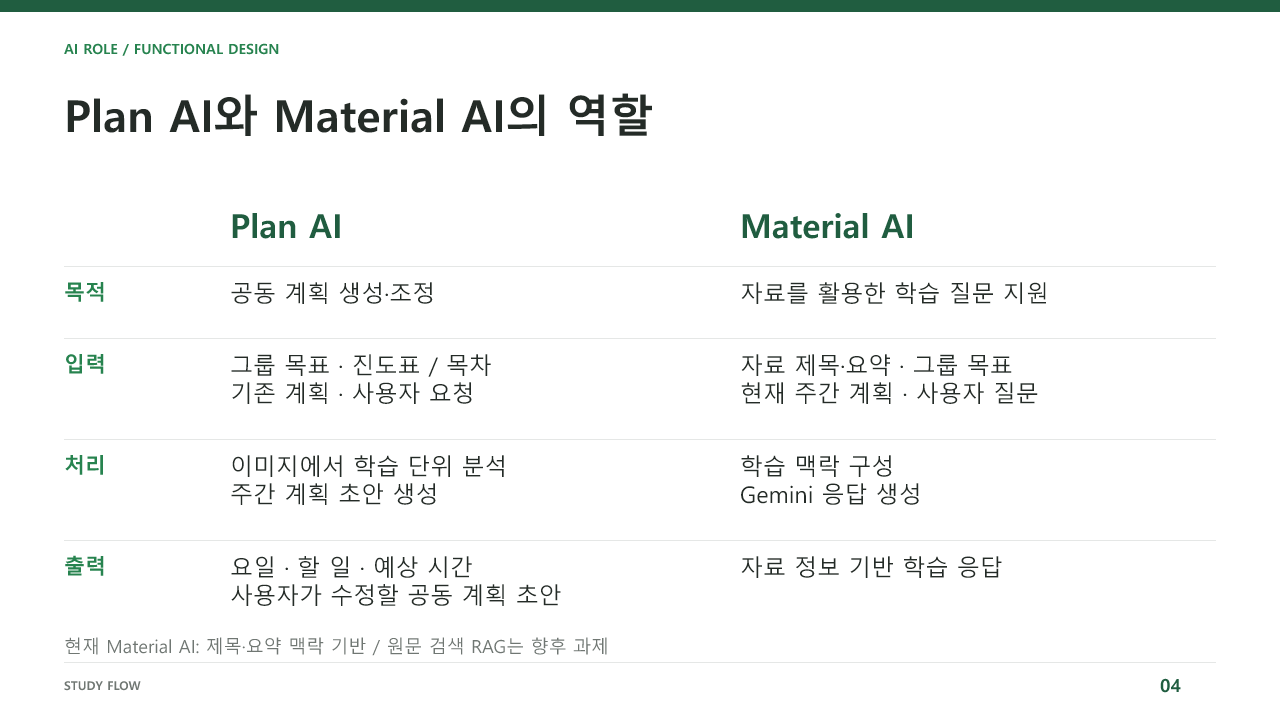 AI ROLE / FUNCTIONAL DESIGN
Plan AI와 Material AI의 역할
Plan AI
Material AI
목적
공동 계획 생성·조정
자료를 활용한 학습 질문 지원
입력
그룹 목표 · 진도표 / 목차
기존 계획 · 사용자 요청
자료 제목·요약 · 그룹 목표
현재 주간 계획 · 사용자 질문
처리
이미지에서 학습 단위 분석
주간 계획 초안 생성
학습 맥락 구성
Gemini 응답 생성
출력
요일 · 할 일 · 예상 시간
사용자가 수정할 공동 계획 초안
자료 정보 기반 학습 응답
현재 Material AI: 제목·요약 맥락 기반 / 원문 검색 RAG는 향후 과제
STUDY FLOW
04